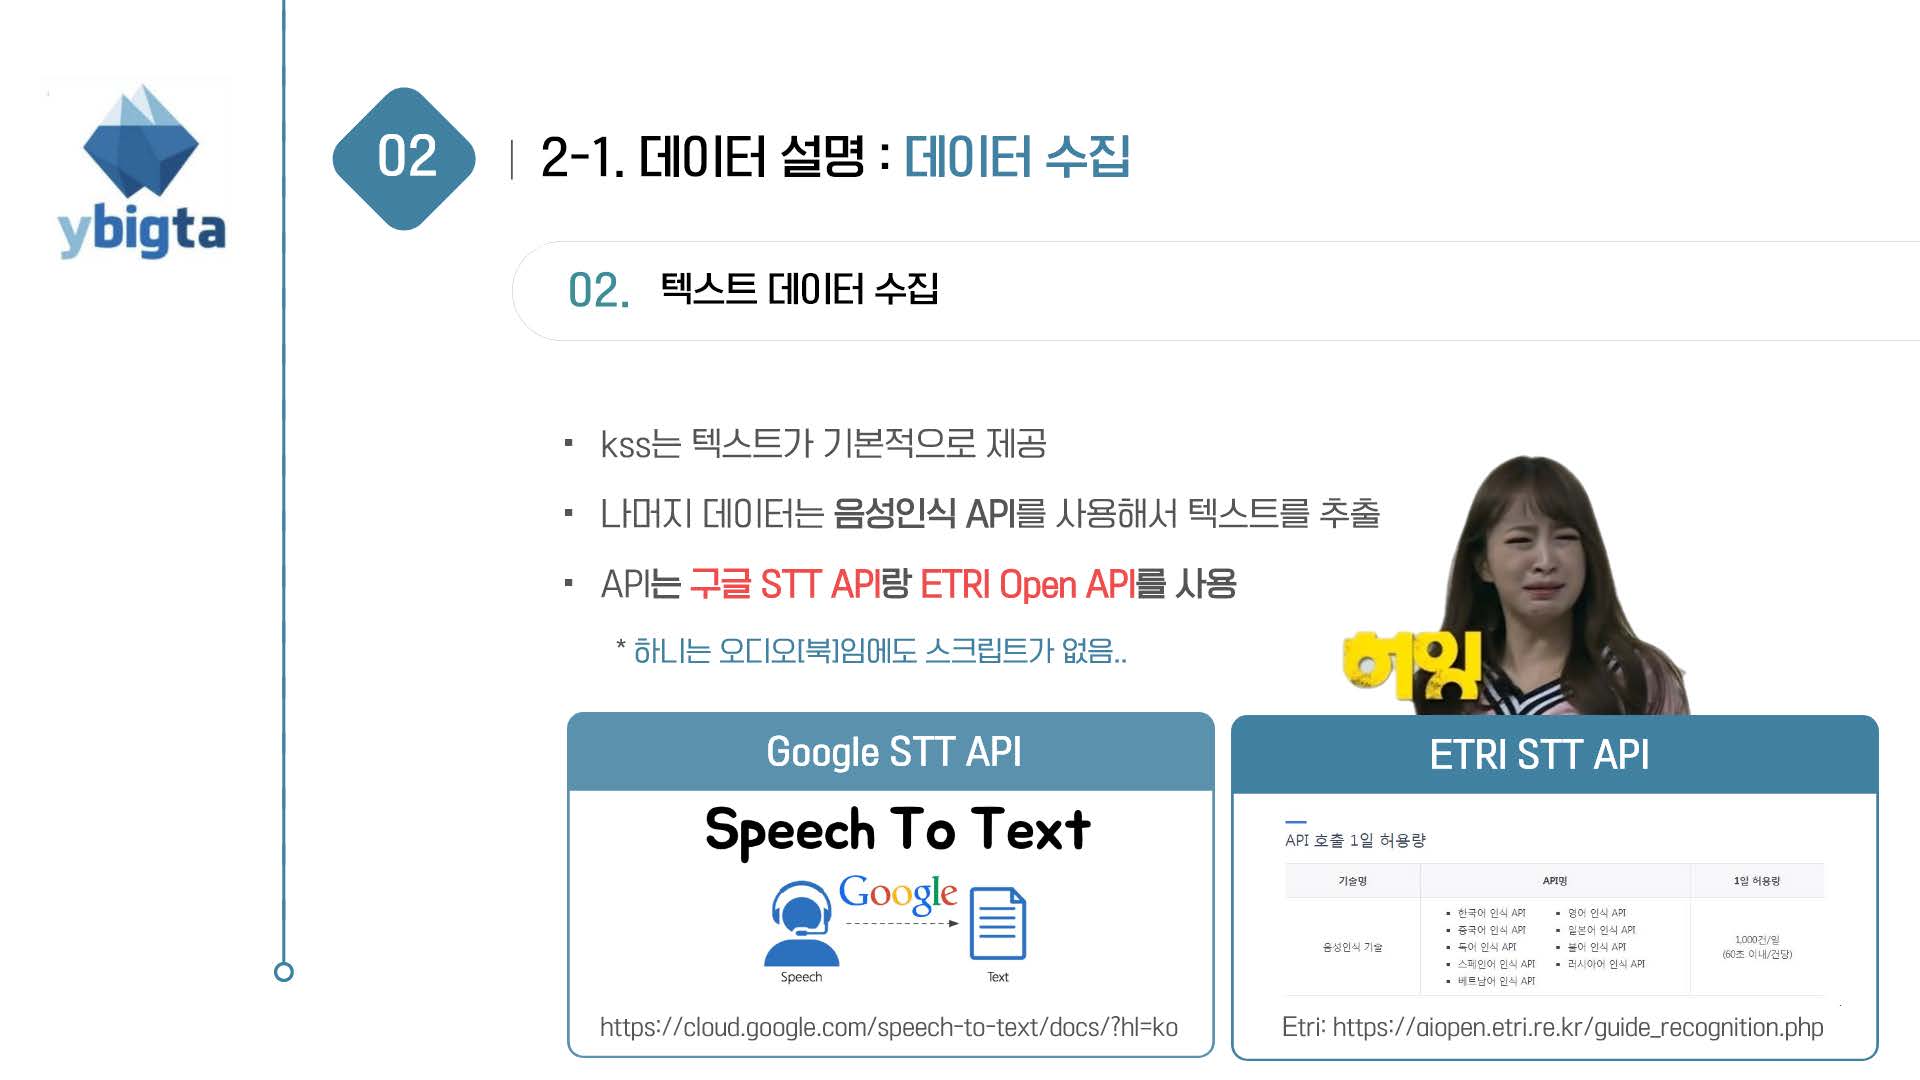 ybigta
02
2-1. 데이터 설명 : 데이터 수집
02. 텍스트 데이터 수집
▪ kss는 텍스트가 기본적으로 제공
▪ 나머지 데이터는 음성인식 API를 사용해서 텍스트를 추출
▪ API는 구글 STT API랑 ETRI Open API를 사용
* 하니는 오디오[북]임에도 스크립트가 없음..
허잉
Google STT API
Speech To Text
Google
Speech
Text
https://cloud.google.com/speech-to-text/docs/?hl=ko
ETRI STT API
API 호출 1일 허용량
기술명 API명 1일 허용량
음성인식 기술
▪ 한국어 인식 API ▪ 영어 인식 API
▪ 중국어 인식 API ▪ 일본어 인식 API
▪ 독어 인식 API ▪ 불어 인식 API
▪ 스페인어 인식 API ▪ 러시아어 인식 API
▪ 베트남어 인식 API
1,000건/일
(60초 이내/건당)
Etri: https://aiopen.etri.re.kr/guide_recognition.php